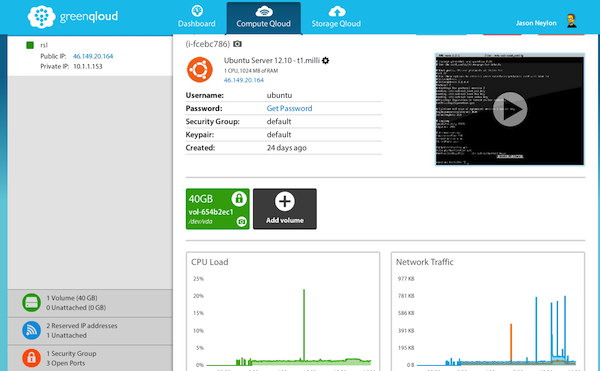 greenqloud
Dashboard
Compute Qloud
Storage Qloud
Jason Neylon
rsl
Public IP: 46.149.20.164
Private IP: 10.1.1.153
(i-fcebc786)
Ubuntu Server 12.10 - t1.milli
1 CPU, 1024 MB of RAM
46.149.20.164
Username: ubuntu
Password: Get Password
Security Group: default
Keypair: default
Created: 24 days ago
40GB
vol-654b2ec1
/dev/vda
Add volume
1 Volume (40 GB)
0 Unattached (0 GB)
2 Reserved IP addresses
1 Unattached
1 Security Group
3 Open Ports
CPU Load
25%
20%
15%
10%
5%
0%
Network Traffic
977 KB
782 KB
586 KB
391 KB
195 KB
0 KB